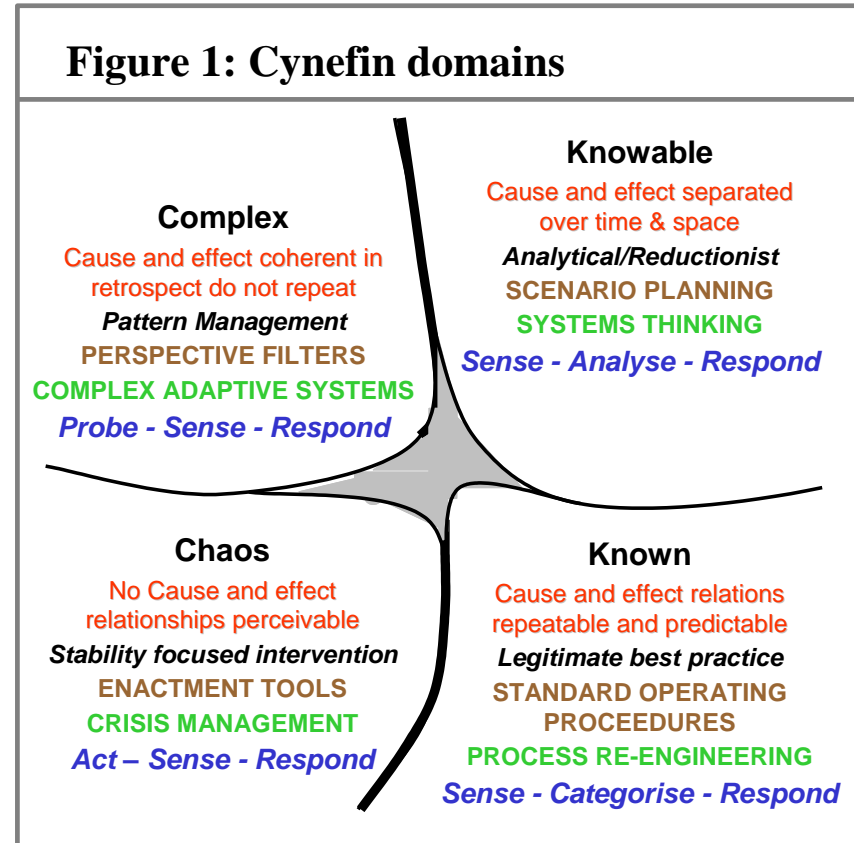 Figure 1: Cynefin domains
Complex
Cause and effect coherent in
retrospect do not repeat
Pattern Management
PERSPECTIVE FILTERS
COMPLEX ADAPTIVE SYSTEMS
Probe - Sense - Respond
Knowable
Cause and effect separated
over time & space
Analytical/Reductionist
SCENARIO PLANNING
SYSTEMS THINKING
Sense - Analyse - Respond
Chaos
No Cause and effect
relationships perceivable
Stability focused intervention
ENACTMENT TOOLS
CRISIS MANAGEMENT
Act – Sense - Respond
Known
Cause and effect relations
repeatable and predictable
Legitimate best practice
STANDARD OPERATING
PROCEEDURES
PROCESS RE-ENGINEERING
Sense - Categorise - Respond